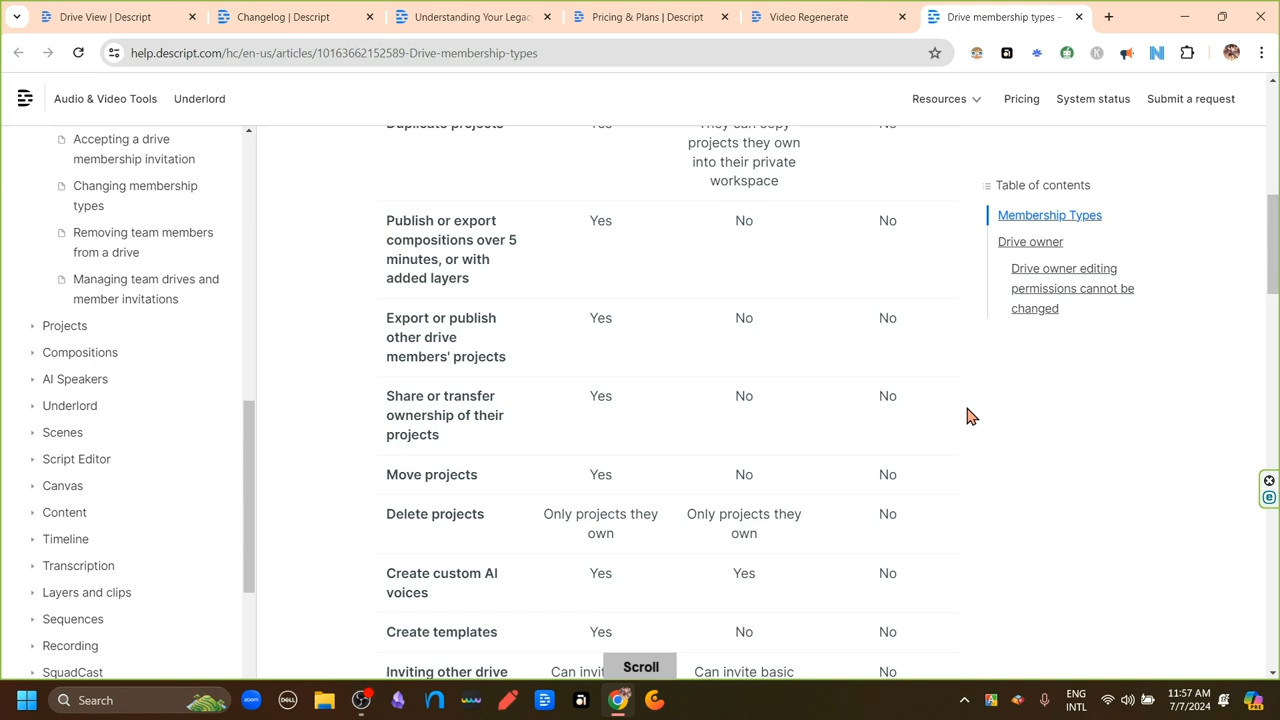 Drive View | Descript
Changelog | Descript
Understanding Your Legac
Pricing & Plans | Descript
Video Regenerate
Drive membership types –
help.descript.com/hc/en-us/articles/10163662152589-Drive-membership-types
Audio & Video Tools
Underlord
Resources
Pricing
System status
Submit a request
Accepting a drive
membership invitation
Changing membership
types
Removing team members
from a drive
Managing team drives and
member invitations
Projects
Compositions
AI Speakers
Underlord
Scenes
Script Editor
Canvas
Content
Timeline
Transcription
Layers and clips
Sequences
Recording
SquadCast
Duplicate projects
Yes
They can copy
projects they own
into their private
workspace
No
Publish or export
compositions over 5
minutes, or with
added layers
Yes
No
No
Export or publish
other drive
members' projects
Yes
No
No
Share or transfer
ownership of their
projects
Yes
No
No
Move projects
Yes
No
No
Delete projects
Only projects they
own
Only projects they
own
No
Create custom AI
voices
Yes
Yes
No
Create templates
Yes
No
No
Inviting other drive
Can invi
Can invite basic
No
Table of contents
Membership Types
Drive owner
Drive owner editing
permissions cannot be
changed
Scroll
Search
zoom
DELL
ENG
INTL
11:57 AM
7/7/2024